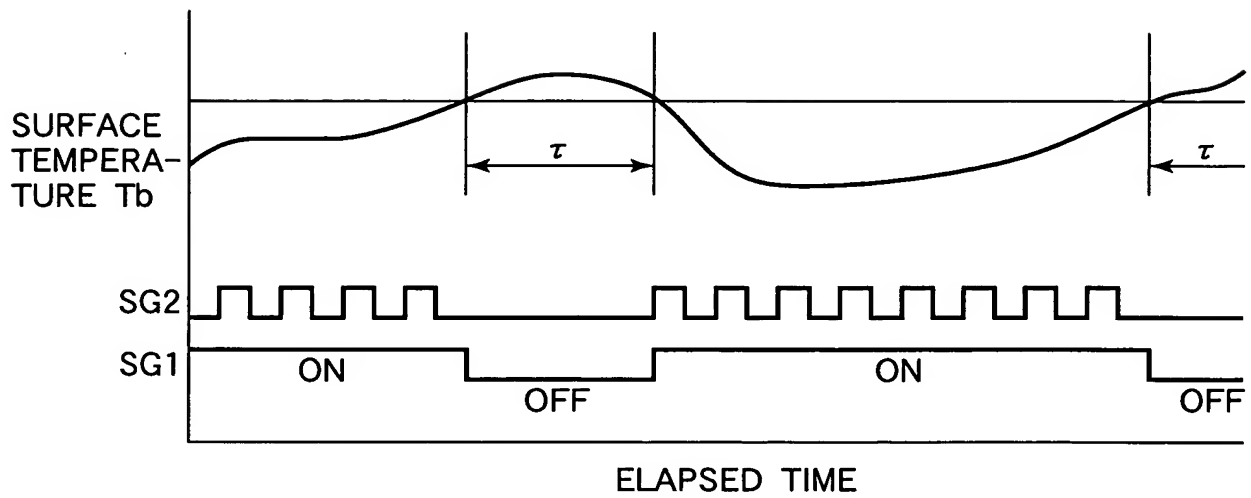 SURFACE
TEMPERA-
TURE Tb
τ
τ
SG2
SG1
ON
OFF
ON
OFF
ELAPSED TIME